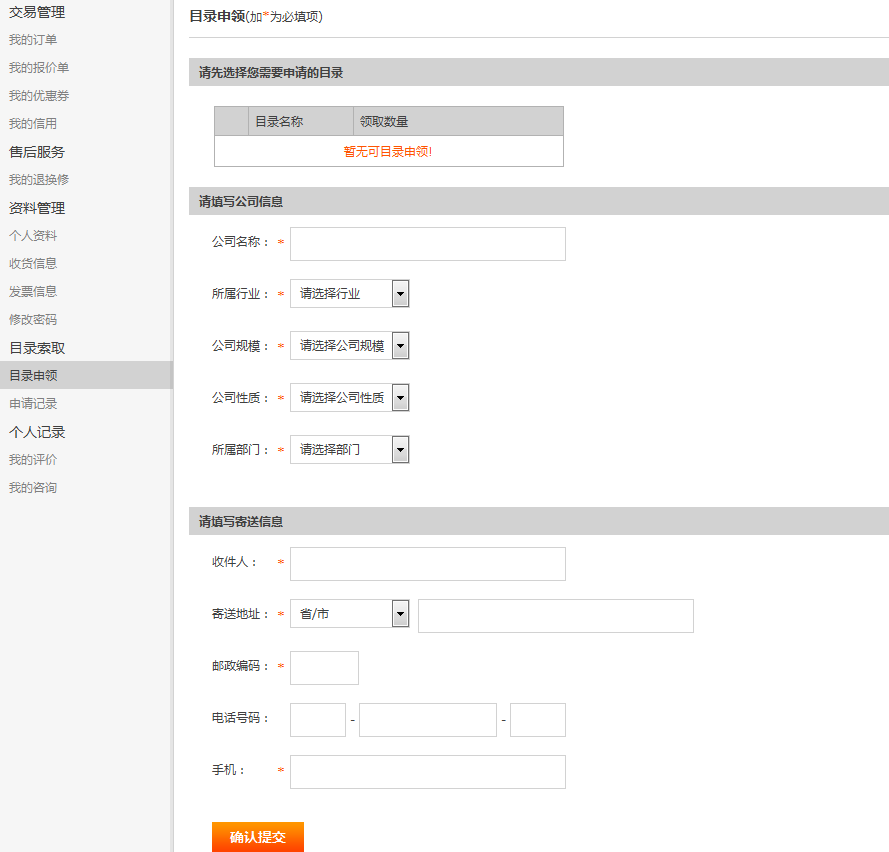 交易管理
我的订单
我的报价单
我的优惠券
我的信用
售后服务
我的退换修
资料管理
个人资料
收货信息
发票信息
修改密码
目录索取
目录申领
申请记录
个人记录
我的评价
我的咨询
目录申领(加*为必填项)
请先选择您需要申请的目录
目录名称 领取数量
暂无可目录申领!
请填写公司信息
公司名称： *
所属行业： * 请选择行业
公司规模： * 请选择公司规模
公司性质： * 请选择公司性质
所属部门： * 请选择部门
请填写寄送信息
收件人： *
寄送地址： * 省/市
邮政编码： *
电话号码： - -
手机： *
确认提交